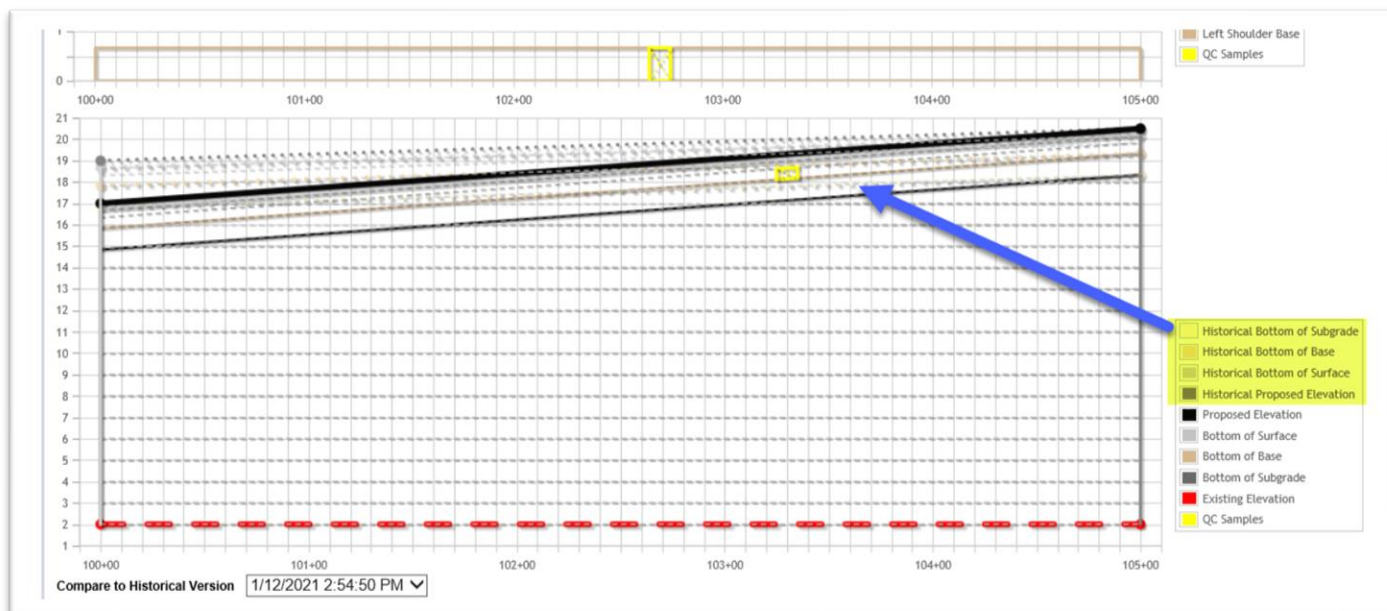 1
Left Shoulder Base
QC Samples
0
100+00 101+00 102+00 103+00 104+00 105+00
21
20
19
18
17
16
15
14
13
12
11
10
9
8
7
6
5
4
3
2
1
Historical Bottom of Subgrade
Historical Bottom of Base
Historical Bottom of Surface
Historical Proposed Elevation
Proposed Elevation
Bottom of Surface
Bottom of Base
Bottom of Subgrade
Existing Elevation
QC Samples
100+00 101+00 102+00 103+00 104+00 105+00
Compare to Historical Version 1/12/2021 2:54:50 PM